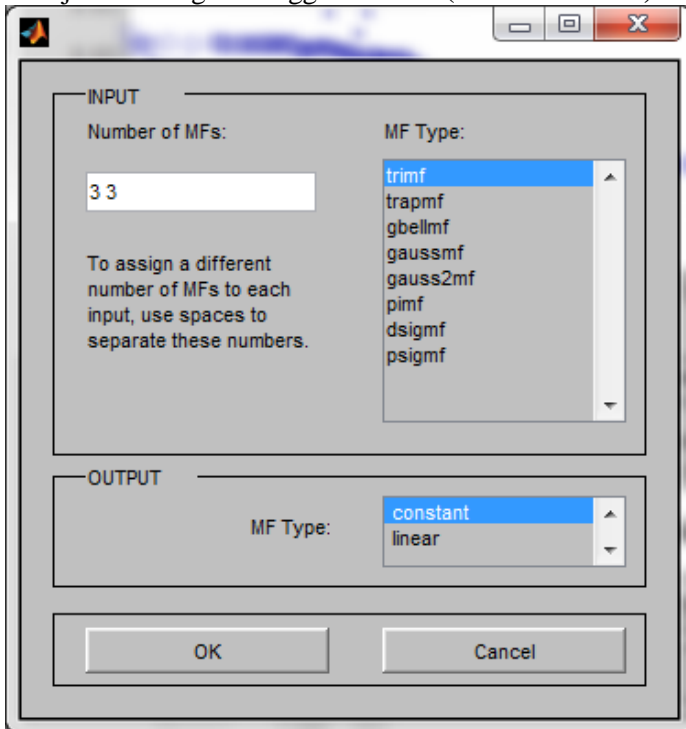 INPUT
Number of MFs:
3 3
To assign a different
number of MFs to each
input, use spaces to
separate these numbers.
MF Type:
trimf
trapmf
gbellmf
gaussmf
gauss2mf
pimf
dsigmf
psigmf
OUTPUT
MF Type:
constant
linear
OK
Cancel